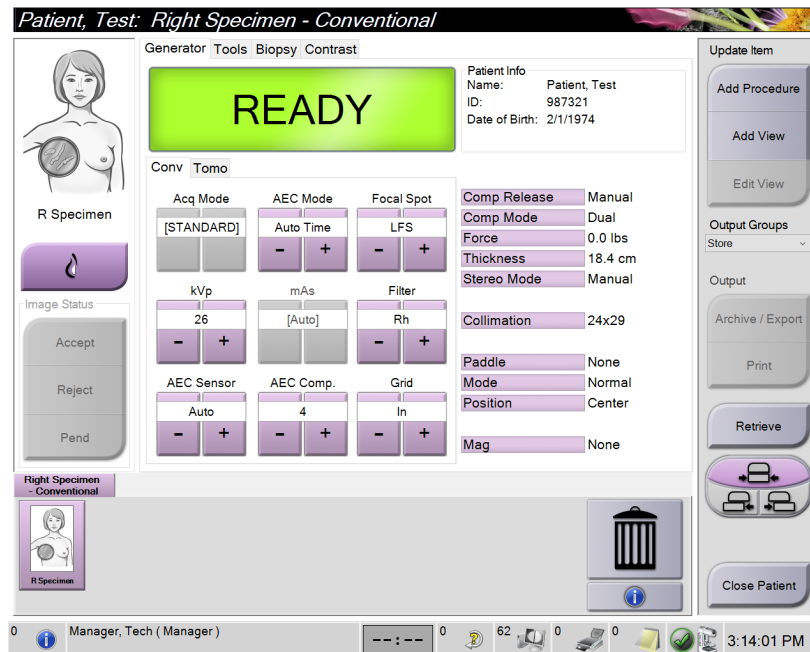 Patient, Test: Right Specimen - Conventional
Generator Tools Biopsy Contrast
READY
Patient Info
Name: Patient, Test
ID: 987321
Date of Birth: 2/1/1974
R Specimen
Image Status
Accept
Reject
Pend
Conv Tomo
Acq Mode AEC Mode Focal Spot
[STANDARD] Auto Time LFS
- + - +
kVp mAs Filter
26 [Auto] Rh
- + - +
AEC Sensor AEC Comp. Grid
Auto 4 In
- + - + - +
Comp Release Manual
Comp Mode Dual
Force 0.0 lbs
Thickness 18.4 cm
Stereo Mode Manual
Collimation 24x29
Paddle None
Mode Normal
Position Center
Mag None
Update Item
Add Procedure
Add View
Edit View
Output Groups
Store
Output
Archive / Export
Print
Retrieve
Close Patient
Right Specimen
- Conventional
R Specimen
i
0 i Manager, Tech ( Manager ) --:-- 0 ? 62 0 0 3:14:01 PM